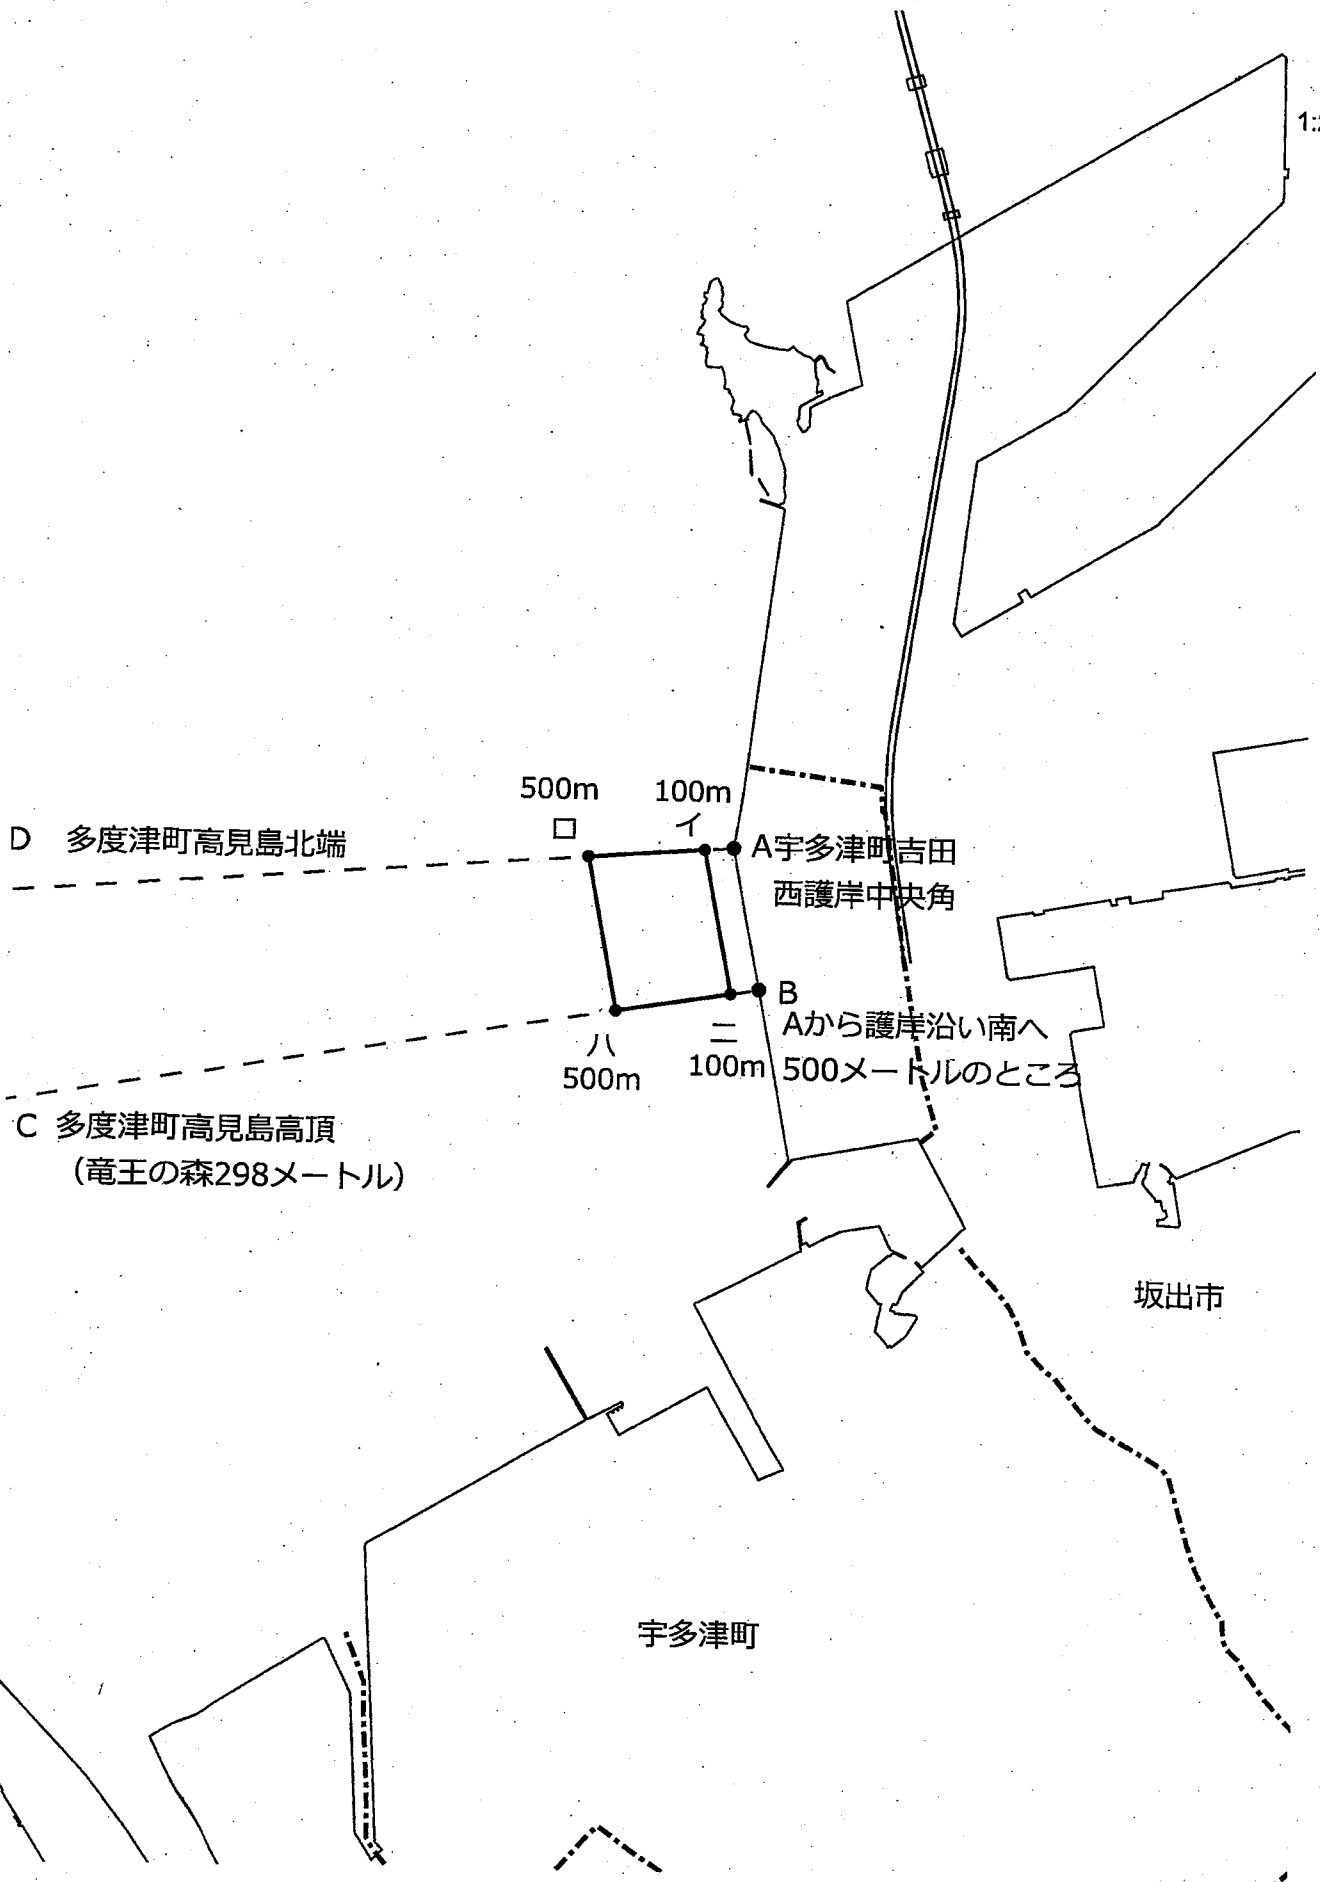 500m
100m
D 多度津町高見島北端
ロ
イ
A宇多津町吉田
西護岸中央角
B
Aから護岸沿い南へ
500メートルのところ
ハ
500m
ニ
100m
C 多度津町高見島高頂
(竜王の森298メートル)
坂出市
宇多津町